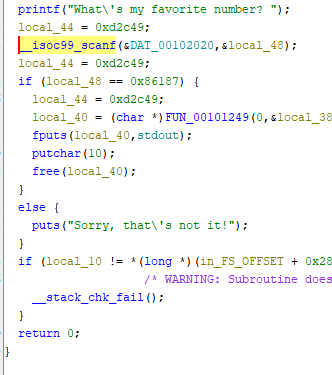 printf("What\'s my favorite number? ");
local_44 = 0xd2c49;
__isoc99_scanf(&DAT_00102020,&local_48);
local_44 = 0xd2c49;
if (local_48 == 0x86187) {
local_44 = 0xd2c49;
local_40 = (char *)FUN_00101249(0,&local_38
fputs(local_40,stdout);
putchar(10);
free(local_40);
}
else {
puts("Sorry, that\'s not it!");
}
if (local_10 != *(long *)(in_FS_OFFSET + 0x28
/* WARNING: Subroutine does
__stack_chk_fail();
}
return 0;
}